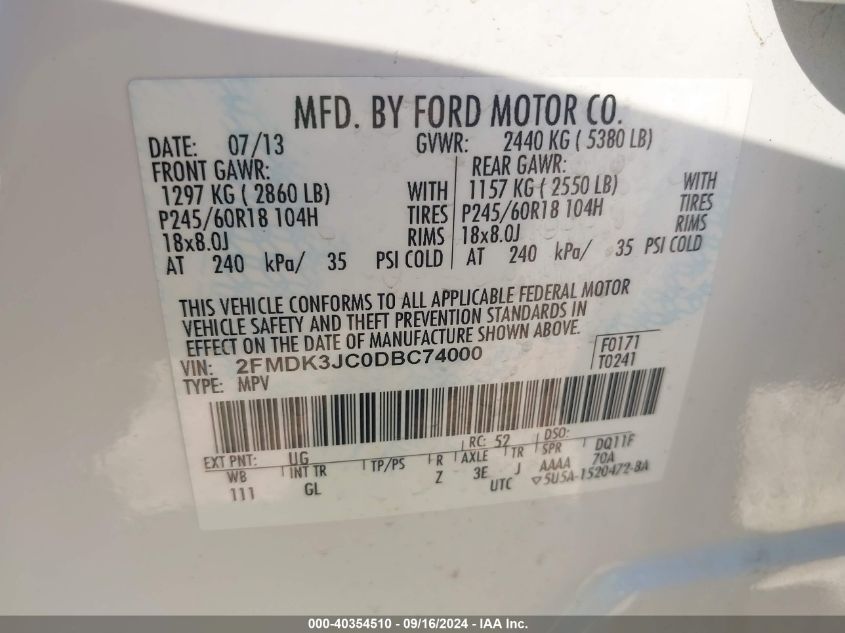 MFD. BY FORD MOTOR CO.
DATE: 07/13 GVWR: 2440 KG ( 5380 LB)
FRONT GAWR: REAR GAWR:
1297 KG ( 2860 LB) WITH 1157 KG ( 2550 LB) WITH
P245/60R18 104H TIRES P245/60R18 104H TIRES
18x8.0J RIMS 18x8.0J RIMS
AT 240 kPa/ 35 PSI COLD AT 240 kPa/ 35 PSI COLD
THIS VEHICLE CONFORMS TO ALL APPLICABLE FEDERAL MOTOR
VEHICLE SAFETY AND THEFT PREVENTION STANDARDS IN
EFFECT ON THE DATE OF MANUFACTURE SHOWN ABOVE.
VIN: 2FMDK3JC0DBC74000 F0171
TYPE: MPV T0241
RC: 52 DSO:
EXT PNT: UG DQ11F
WB INT TR TP/PS R AXLE TR SPR
111 GL Z 3E J AAAA 70A
UTC ▽5U5A-1520472-BA
000-40354510 - 09/16/2024 - IAA Inc.